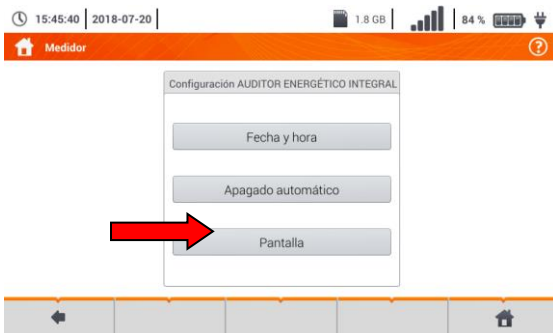 15:45:40 2018-07-20 1.8 GB 84 %
Medidor ?
Configuración AUDITOR ENERGÉTICO INTEGRAL
Fecha y hora
Apagado automático
Pantalla